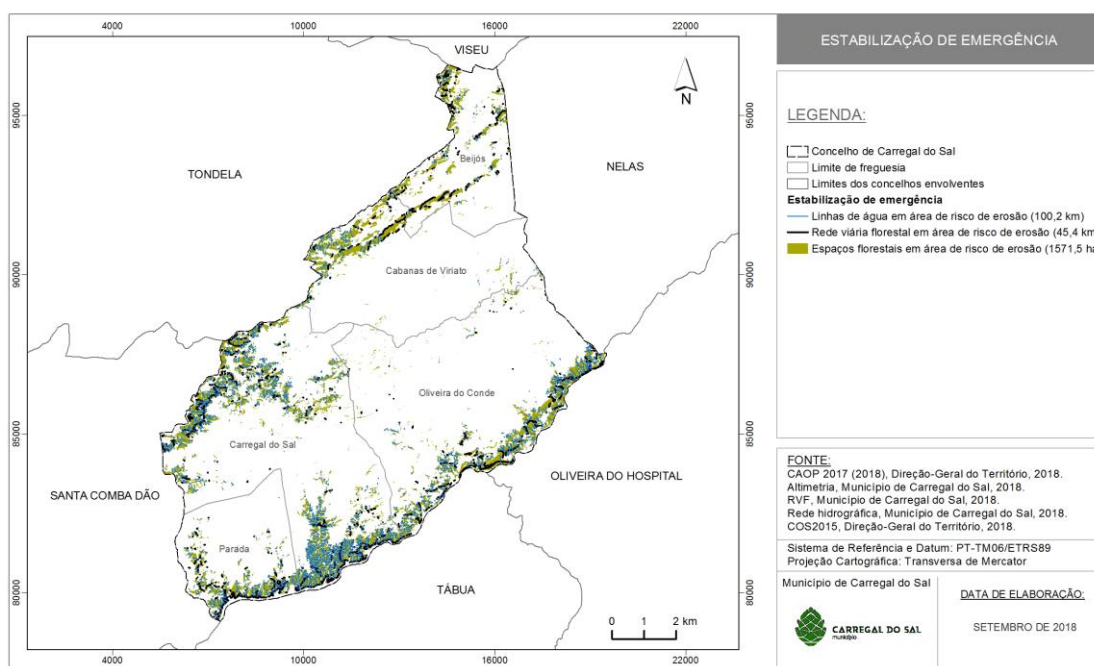 4000 10000 16000 22000
VISEU
ESTABILIZAÇÃO DE EMERGÊNCIA
N
95000 95000
LEGENDA:
Beijós
Concelho de Carregal do Sal
TONDELA
NELAS
Limite de freguesia
Limites dos concelhos envolventes
Estabilização de emergência
Linhas de água em área de risco de erosão (100,2 km)
Rede viária florestal em área de risco de erosão (45,4 km
Espaços florestais em área de risco de erosão (1571,5 ha
90000 90000
Cabanas de Viriato
Oliveira do Conde
85000 85000
Carregal do Sal
SANTA COMBA DÃO
OLIVEIRA DO HOSPITAL
Parada
80000 80000
TÁBUA
0 1 2 km
4000 10000 16000 22000
FONTE:
CAOP 2017 (2018), Direção-Geral do Território, 2018.
Altimetria, Município de Carregal do Sal, 2018.
RVF, Município de Carregal do Sal, 2018.
Rede hidrográfica, Município de Carregal do Sal, 2018.
COS2015, Direção-Geral do Território, 2018.
Sistema de Referência e Datum: PT-TM06/ETRS89
Projeção Cartográfica: Transversa de Mercator
Município de Carregal do Sal
CARREGAL DO SAL
município
DATA DE ELABORAÇÃO:
SETEMBRO DE 2018